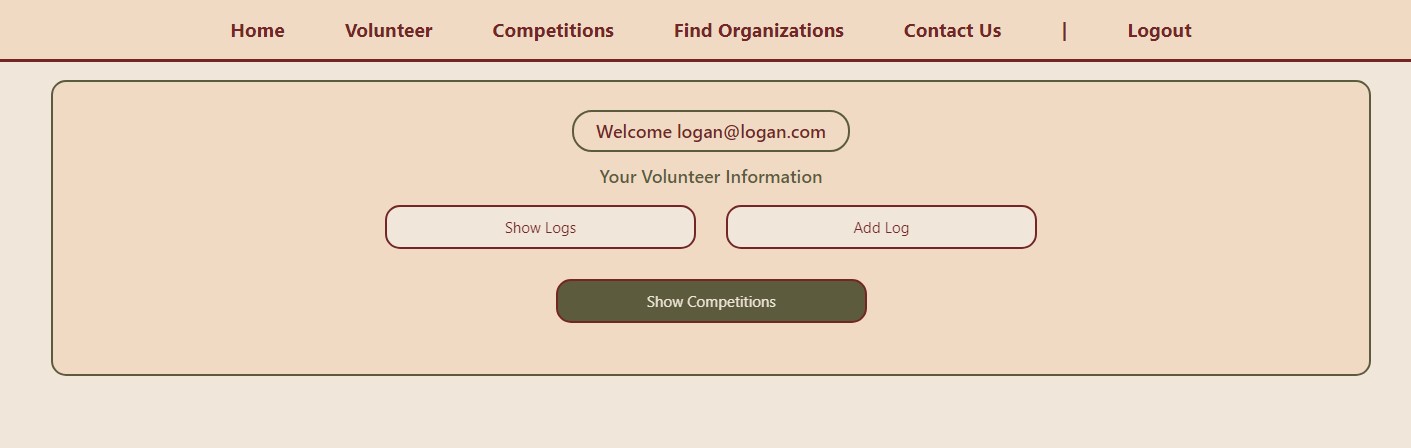 Home Volunteer Competitions Find Organizations Contact Us | Logout
Welcome logan@logan.com
Your Volunteer Information
Show Logs Add Log
Show Competitions